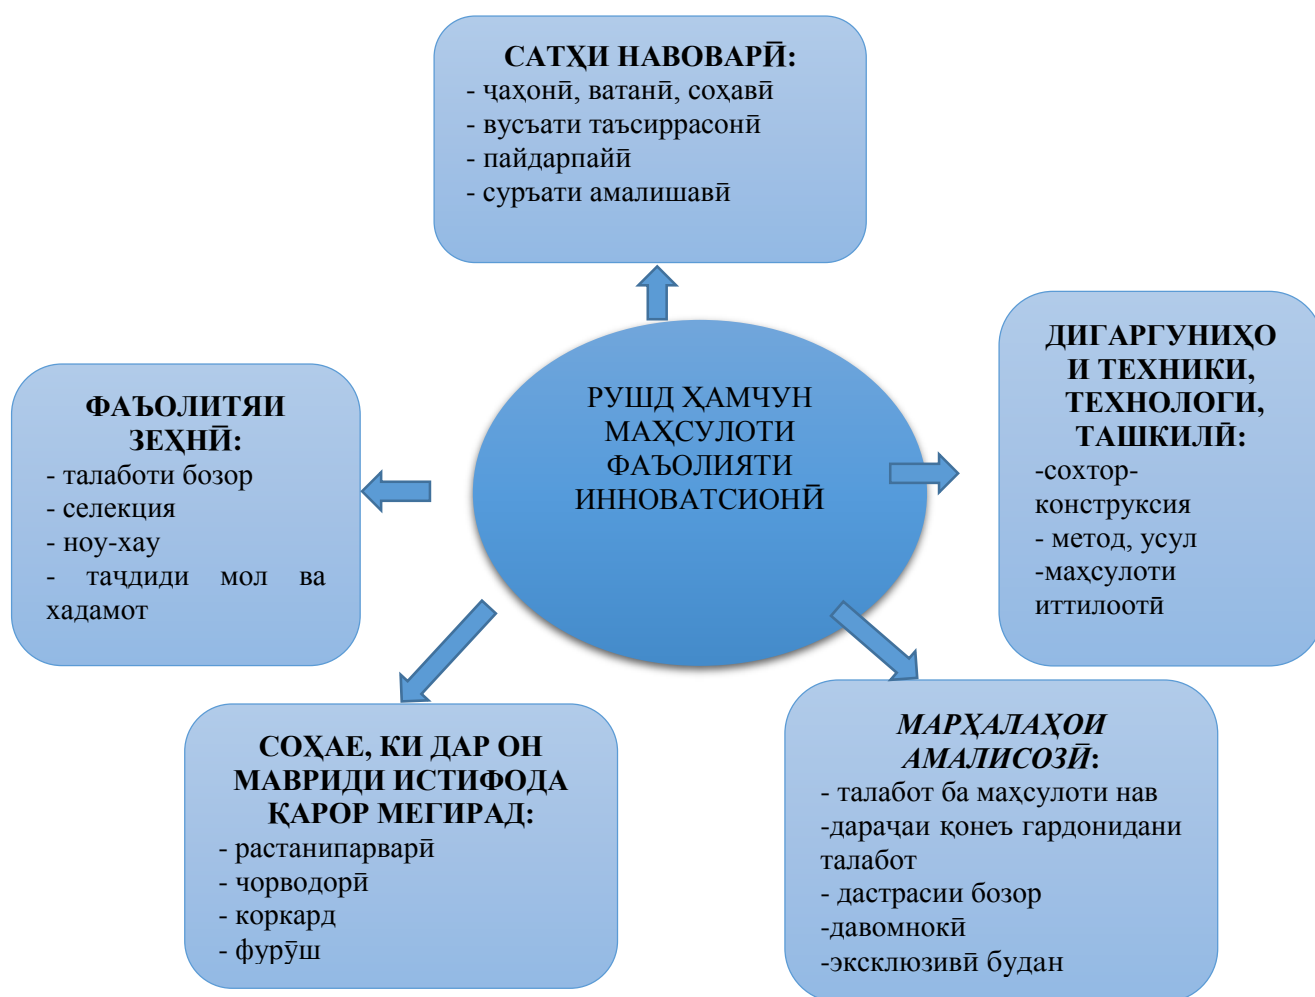 САТҲИ НАВОВАРӢ:
- ҷаҳонӣ, ватанӣ, соҳавӣ
- вусъати таъсиррасонӣ
- пайдарпайӣ
- суръати амалишавӣ
ДИГАРГУНИҲО
И ТЕХНИКИ,
ТЕХНОЛОГИ,
ТАШКИЛӢ:
-сохтор-
конструксия
- метод, усул
-маҳсулоти
иттилоотӣ
РУШД ҲАМЧУН
МАҲСУЛОТИ
ФАЪОЛИЯТИ
ИННОВАТСИОНӢ
ФАЪОЛИТЯИ
ЗЕҲНӢ:
- талаботи бозор
- селекция
- ноу-хау
- таҷдиди мол ва
хадамот
СОҲАЕ, КИ ДАР ОН
МАВРИДИ ИСТИФОДА
ҚАРОР МЕГИРАД:
- растанипарварӣ
- чорводорӣ
- коркард
- фурӯш
МАРҲАЛАҲОИ
АМАЛИСОЗӢ:
- талабот ба маҳсулоти нав
-дараҷаи қонеъ гардонидани
талабот
- дастрасии бозор
-давомнокӣ
-эксклюзивӣ будан